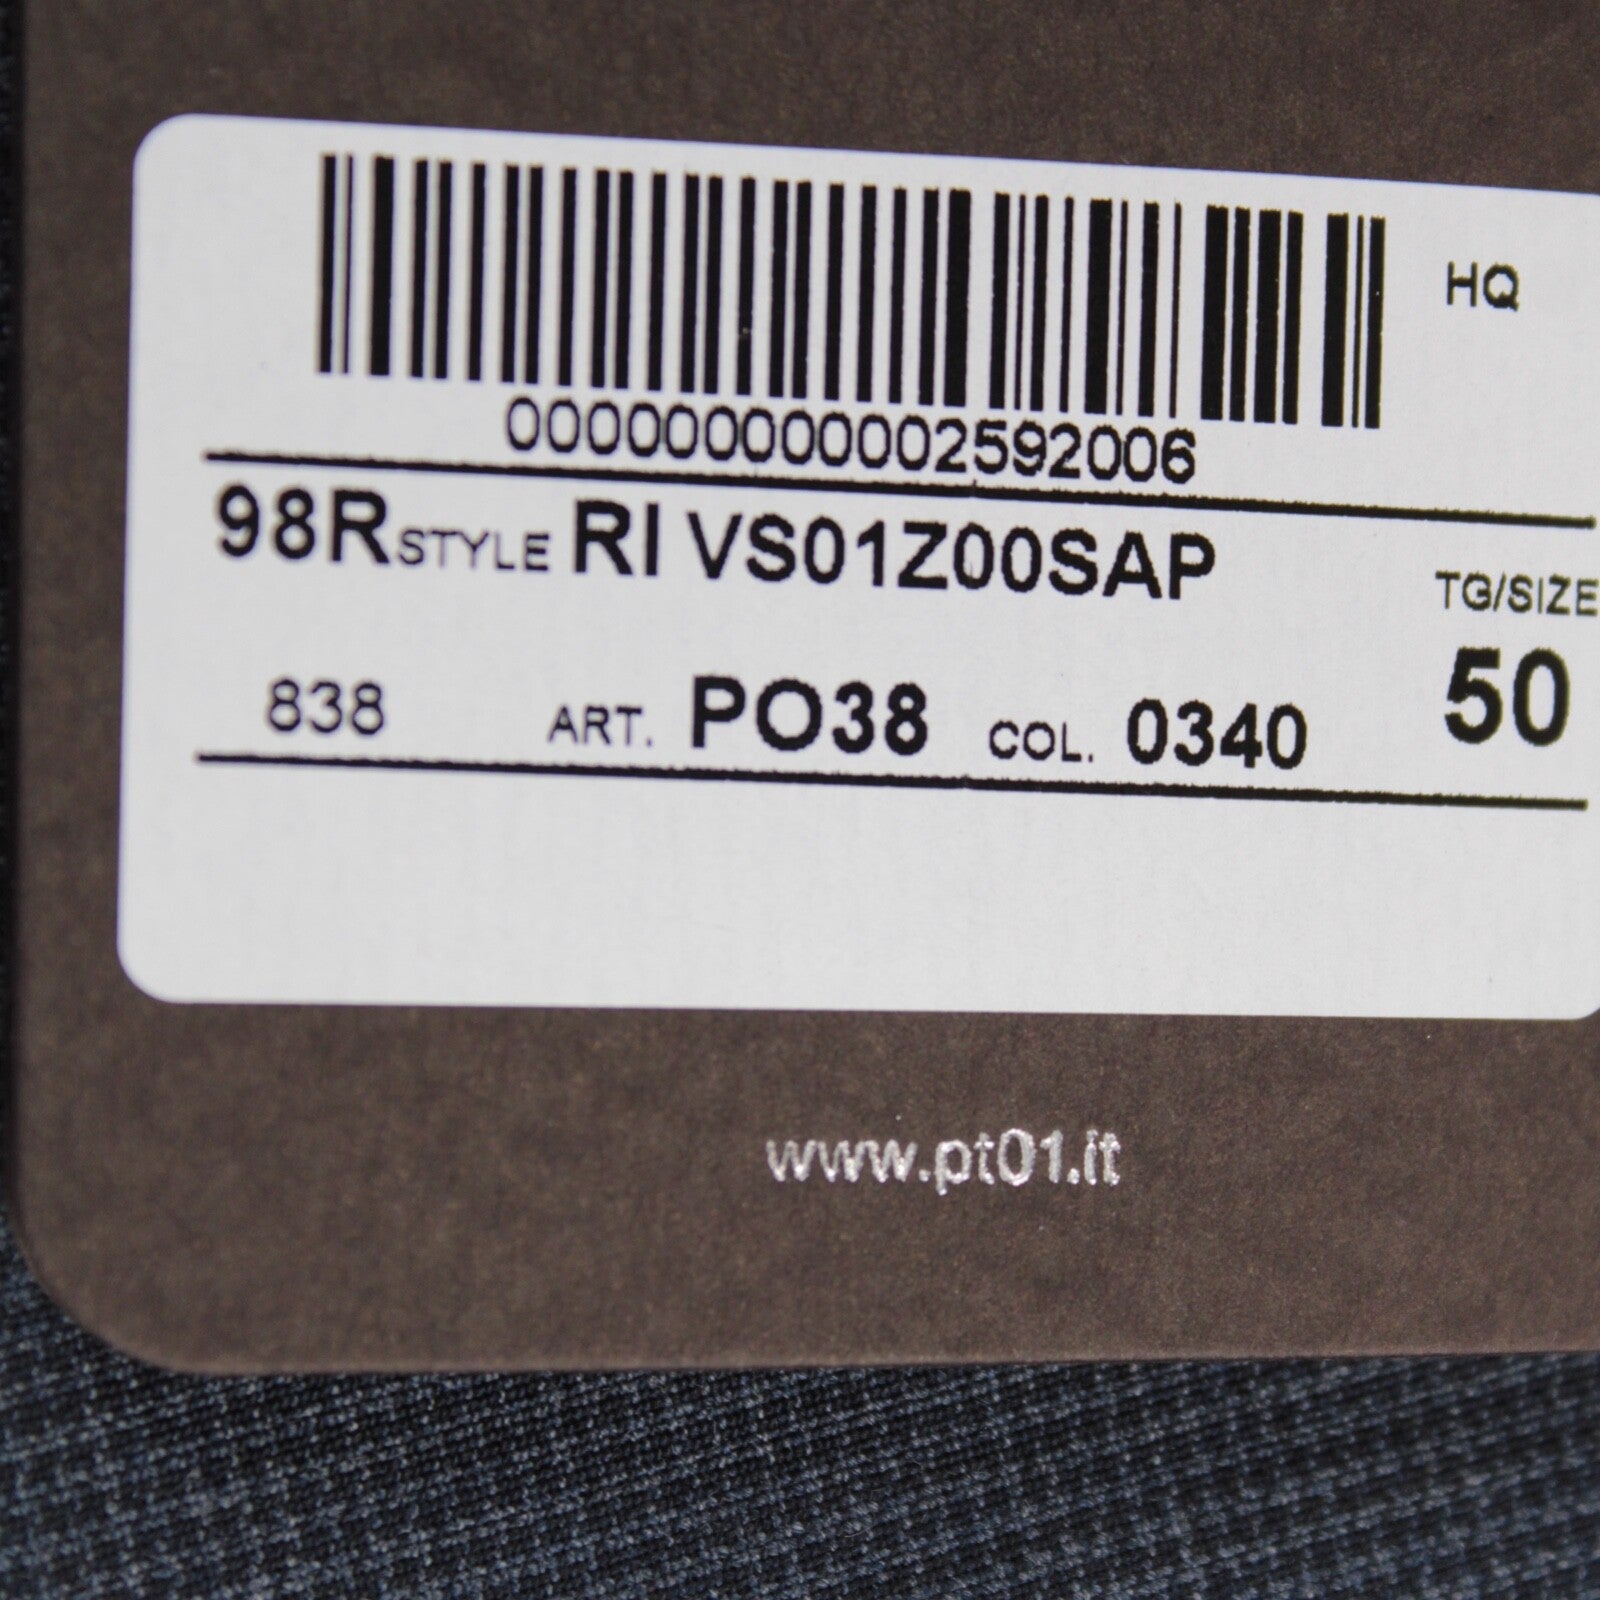 HQ
000000000002592006
98R STYLE RI VS01Z00SAP
TG/SIZE
838 ART. PO38 COL. 0340 50
www.pt01.it